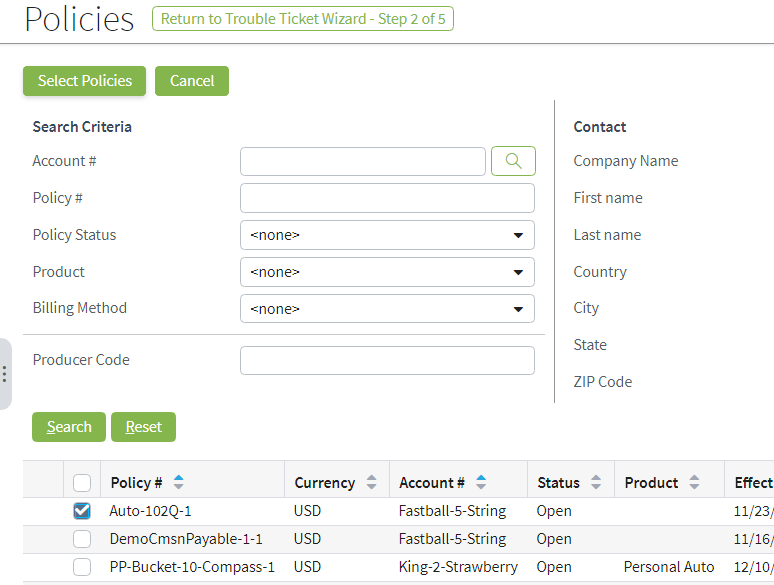 Policies Return to Trouble Ticket Wizard - Step 2 of 5
Select Policies Cancel
Search Criteria Contact
Account # Company Name
Policy # First name
Policy Status <none> Last name
Product <none> Country
Billing Method <none> City
State
Producer Code
ZIP Code
Search Reset
Policy # Currency Account # Status Product Effect
Auto-102Q-1 USD Fastball-5-String Open 11/23/
DemoCmsnPayable-1-1 USD Fastball-5-String Open 11/16/
PP-Bucket-10-Compass-1 USD King-2-Strawberry Open Personal Auto 12/10/